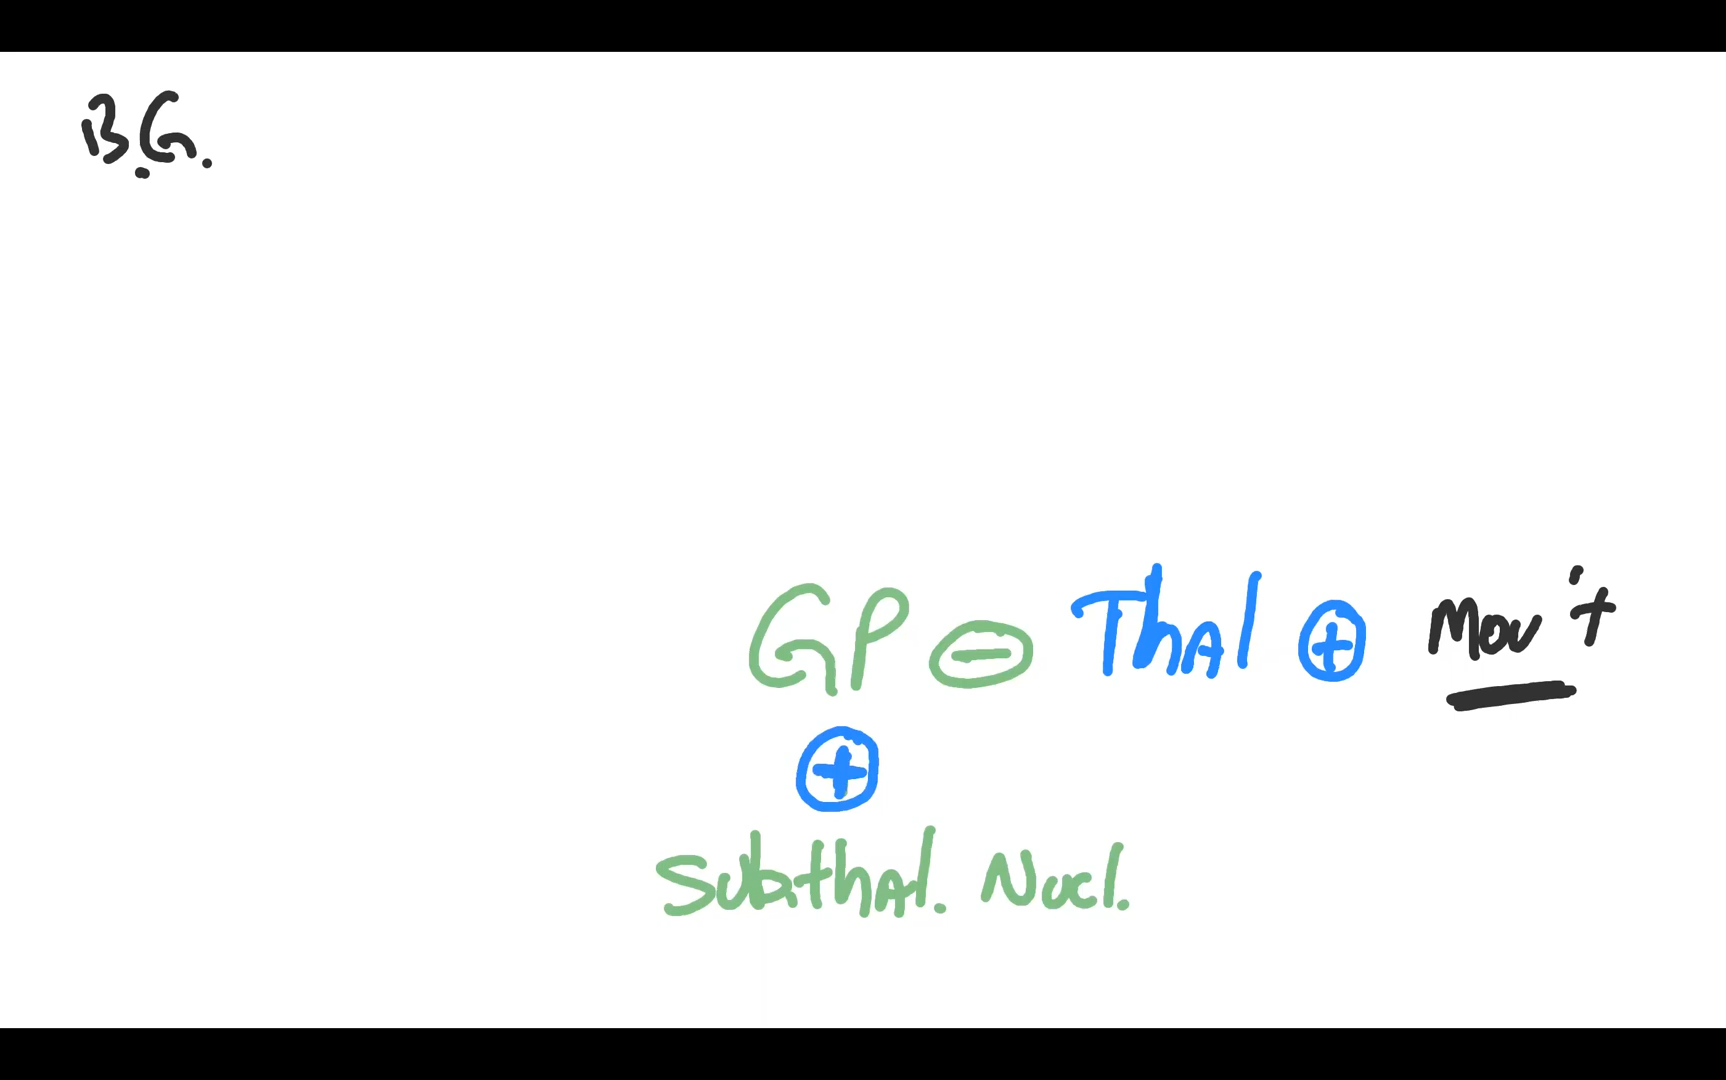 B.G.
GP ⊖ Thal ⊕ Mov't
⊕
Subthal. Nucl.